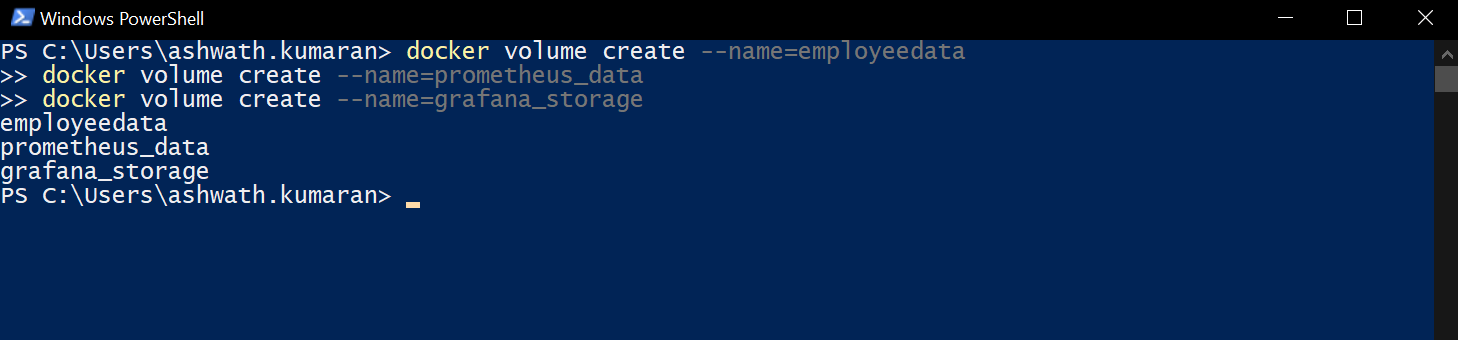 Windows PowerShell
PS C:\Users\ashwath.kumaran> docker volume create --name=employeedata
>> docker volume create --name=prometheus_data
>> docker volume create --name=grafana_storage
employeedata
prometheus_data
grafana_storage
PS C:\Users\ashwath.kumaran>